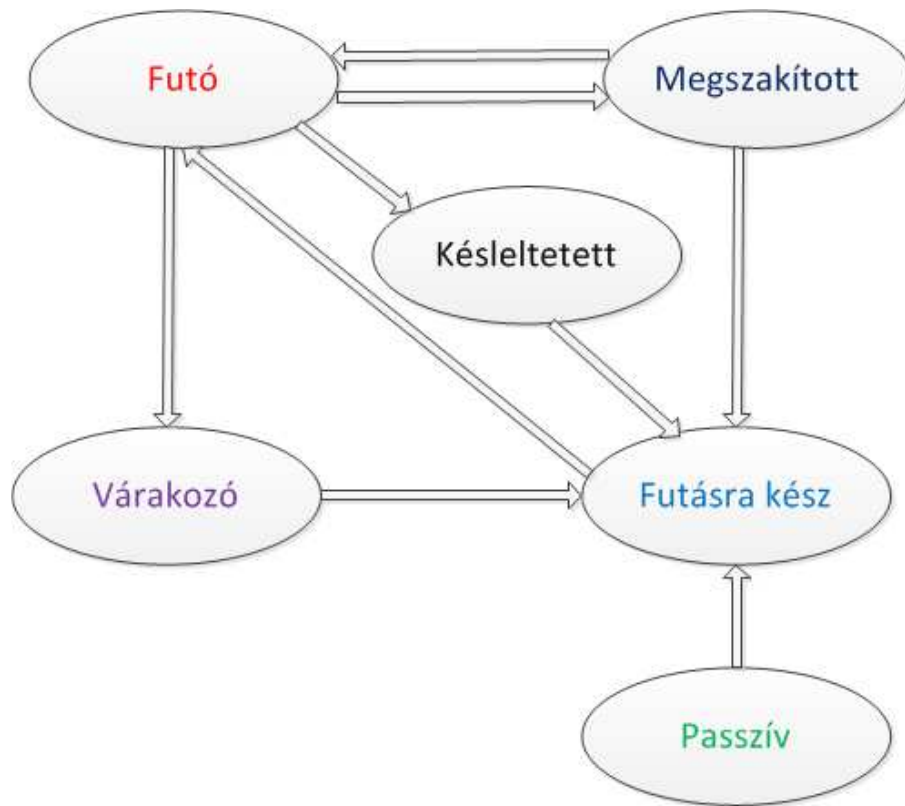 Futó
Megszakított
Késleltetett
Várakozó
Futásra kész
Passzív